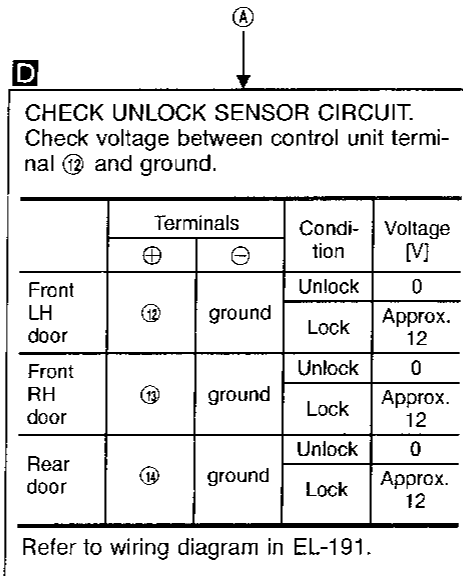 Ⓐ
D
CHECK UNLOCK SENSOR CIRCUIT.
Check voltage between control unit termi-
nal ⑫ and ground.
Terminals Condi-
tion Voltage
[V]
⊕ ⊖
Front
LH
door ⑫ ground Unlock 0
Lock Approx.
12
Front
RH
door ⑬ ground Unlock 0
Lock Approx.
12
Rear
door ⑭ ground Unlock 0
Lock Approx.
12
Refer to wiring diagram in EL-191.